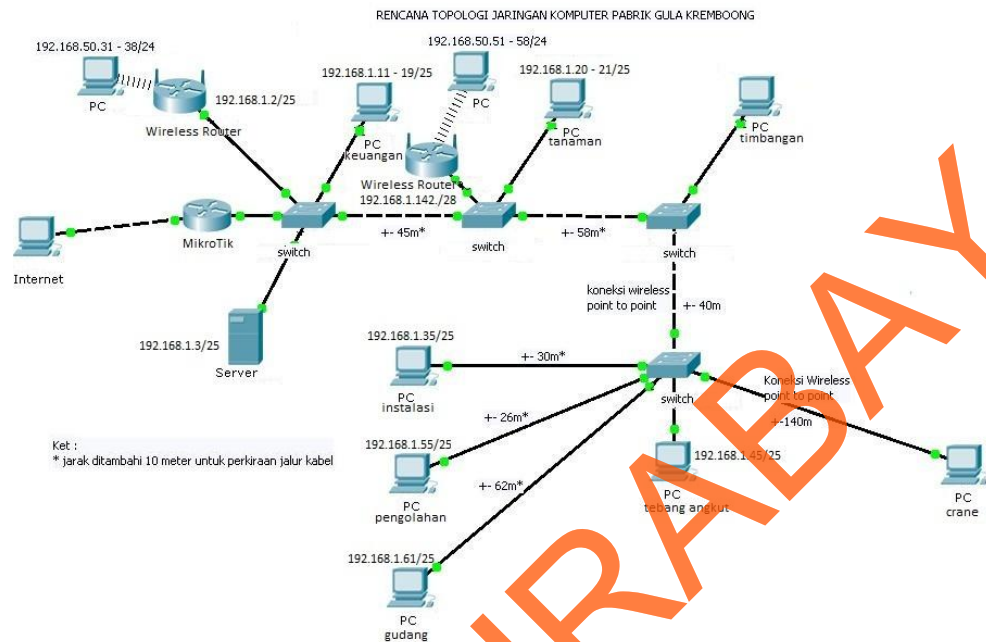 RENCANA TOPOLOGI JARINGAN KOMPUTER PABRIK GULA KREMBOONG
192.168.50.31 - 38/24
PC
Wireless Router
192.168.1.2/25
192.168.1.11 - 19/25
PC
keuangan
192.168.50.51 - 58/24
PC
Wireless Router
192.168.1.142./28
192.168.1.20 - 21/25
PC
tanaman
PC
timbangan
Internet
MikroTik
switch
+- 45m*
switch
+- 58m*
switch
192.168.1.3/25
Server
koneksi wireless
point to point
+- 40m
192.168.1.35/25
PC
instalasi
+- 30m*
switch
Koneksi Wireless
point to point
+-140m
Ket :
* jarak ditambahi 10 meter untuk perkiraan jalur kabel
192.168.1.55/25
PC
pengolahan
+- 26m*
192.168.1.45/25
PC
tebang angkut
PC
crane
+- 62m*
192.168.1.61/25
PC
gudang
URABAY